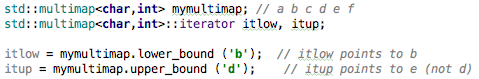 std::multimap<char,int> mymultimap; // a b c d e f
std::multimap<char,int>::iterator itlow, itup;
itlow = mymultimap.lower_bound ('b'); // itlow points to b
itup = mymultimap.upper_bound ('d'); // itup points to e (not d)